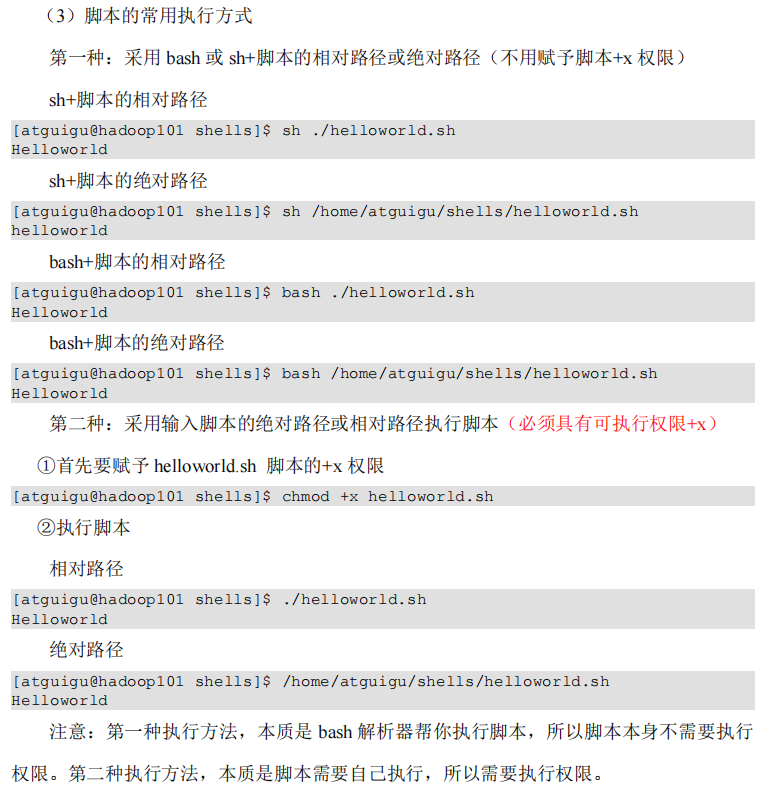 （3）脚本的常用执行方式
第一种：采用 bash 或 sh+脚本的相对路径或绝对路径（不用赋予脚本+x 权限）
sh+脚本的相对路径
[atguigu@hadoop101 shells]$ sh ./helloworld.sh
Helloworld
sh+脚本的绝对路径
[atguigu@hadoop101 shells]$ sh /home/atguigu/shells/helloworld.sh
helloworld
bash+脚本的相对路径
[atguigu@hadoop101 shells]$ bash ./helloworld.sh
Helloworld
bash+脚本的绝对路径
[atguigu@hadoop101 shells]$ bash /home/atguigu/shells/helloworld.sh
Helloworld
第二种：采用输入脚本的绝对路径或相对路径执行脚本（必须具有可执行权限+x）
①首先要赋予 helloworld.sh 脚本的+x 权限
[atguigu@hadoop101 shells]$ chmod +x helloworld.sh
②执行脚本
相对路径
[atguigu@hadoop101 shells]$ ./helloworld.sh
Helloworld
绝对路径
[atguigu@hadoop101 shells]$ /home/atguigu/shells/helloworld.sh
Helloworld
注意：第一种执行方法，本质是 bash 解析器帮你执行脚本，所以脚本本身不需要执行
权限。第二种执行方法，本质是脚本需要自己执行，所以需要执行权限。